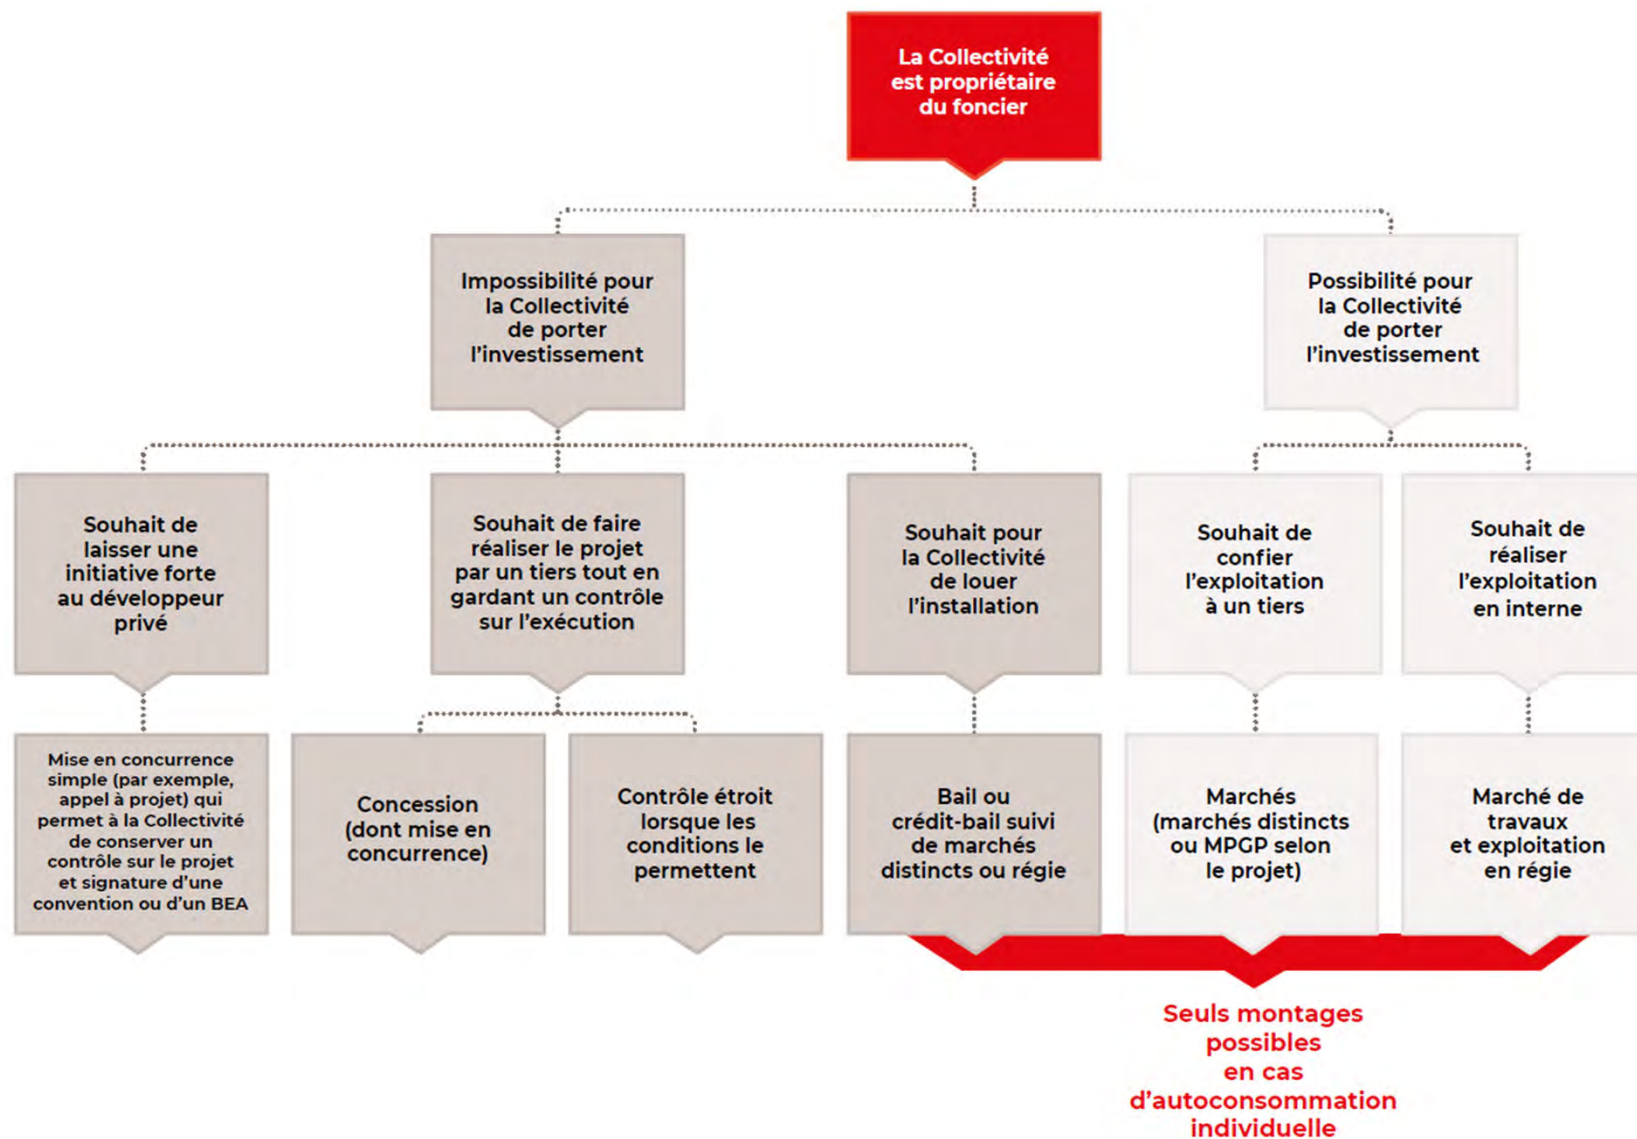 La Collectivité
est propriétaire
du foncier
Impossibilité pour
la Collectivité
de porter
l'investissement
Possibilité pour
la Collectivité
de porter
l'investissement
Souhait de
laisser une
initiative forte
au développeur
privé
Souhait de faire
réaliser le projet
par un tiers tout en
gardant un contrôle
sur l'exécution
Souhait pour
la Collectivité
de louer
l'installation
Souhait de
confier
l'exploitation
à un tiers
Souhait de
réaliser
l'exploitation
en interne
Mise en concurrence
simple (par exemple,
appel à projet) qui
permet à la Collectivité
de conserver un
contrôle sur le projet
et signature d'une
convention ou d'un BEA
Concession
(dont mise en
concurrence)
Contrôle étroit
lorsque les
conditions le
permettent
Bail ou
crédit-bail suivi
de marchés
distincts ou régie
Marchés
(marchés distincts
ou MPGP selon
le projet)
Marché de
travaux
et exploitation
en régie
Seuls montages
possibles
en cas
d'autoconsommation
individuelle